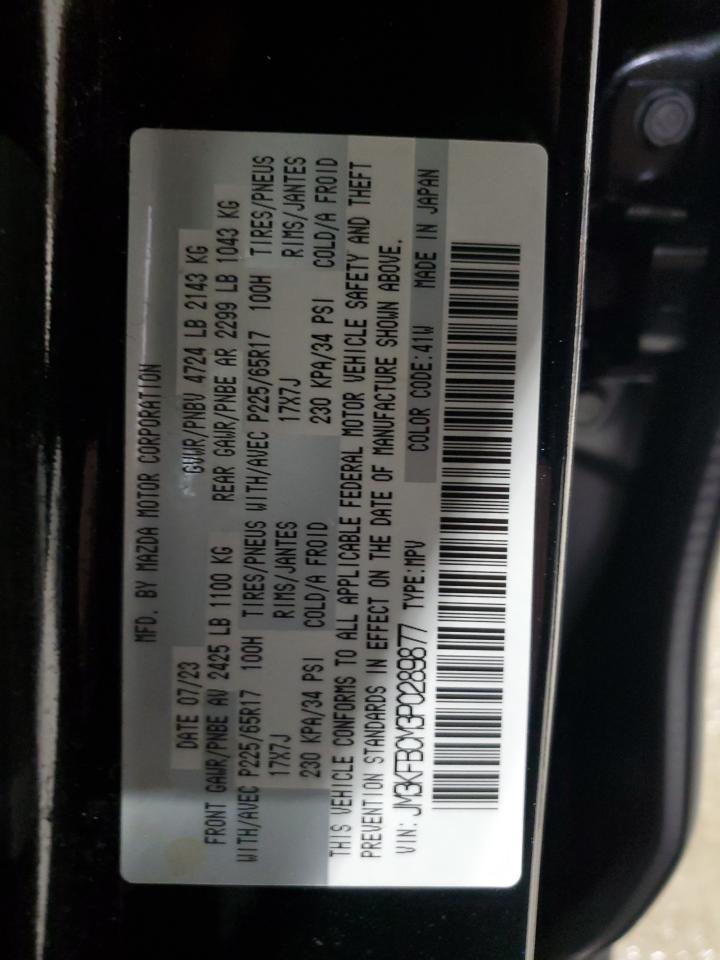 MFD. BY MAZDA MOTOR CORPORATION
DATE 07/23 GVWR/PNBV 4724 LB 2143 KG
FRONT GAWR/PNBE AV 2425 LB 1100 KG REAR GAWR/PNBE AR 2299 LB 1043 KG
WITH/AVEC P225/65R17 100H TIRES/PNEUS WITH/AVEC P225/65R17 100H TIRES/PNEUS
17X7J RIMS/JANTES 17X7J RIMS/JANTES
230 KPA/34 PSI COLD/A FROID 230 KPA/34 PSI COLD/A FROID
THIS VEHICLE CONFORMS TO ALL APPLICABLE FEDERAL MOTOR VEHICLE SAFETY AND THEFT
PREVENTION STANDARDS IN EFFECT ON THE DATE OF MANUFACTURE SHOWN ABOVE.
VIN: JM3KFBCM3P0289877 TYPE:MPV COLOR CODE:41W MADE IN JAPAN